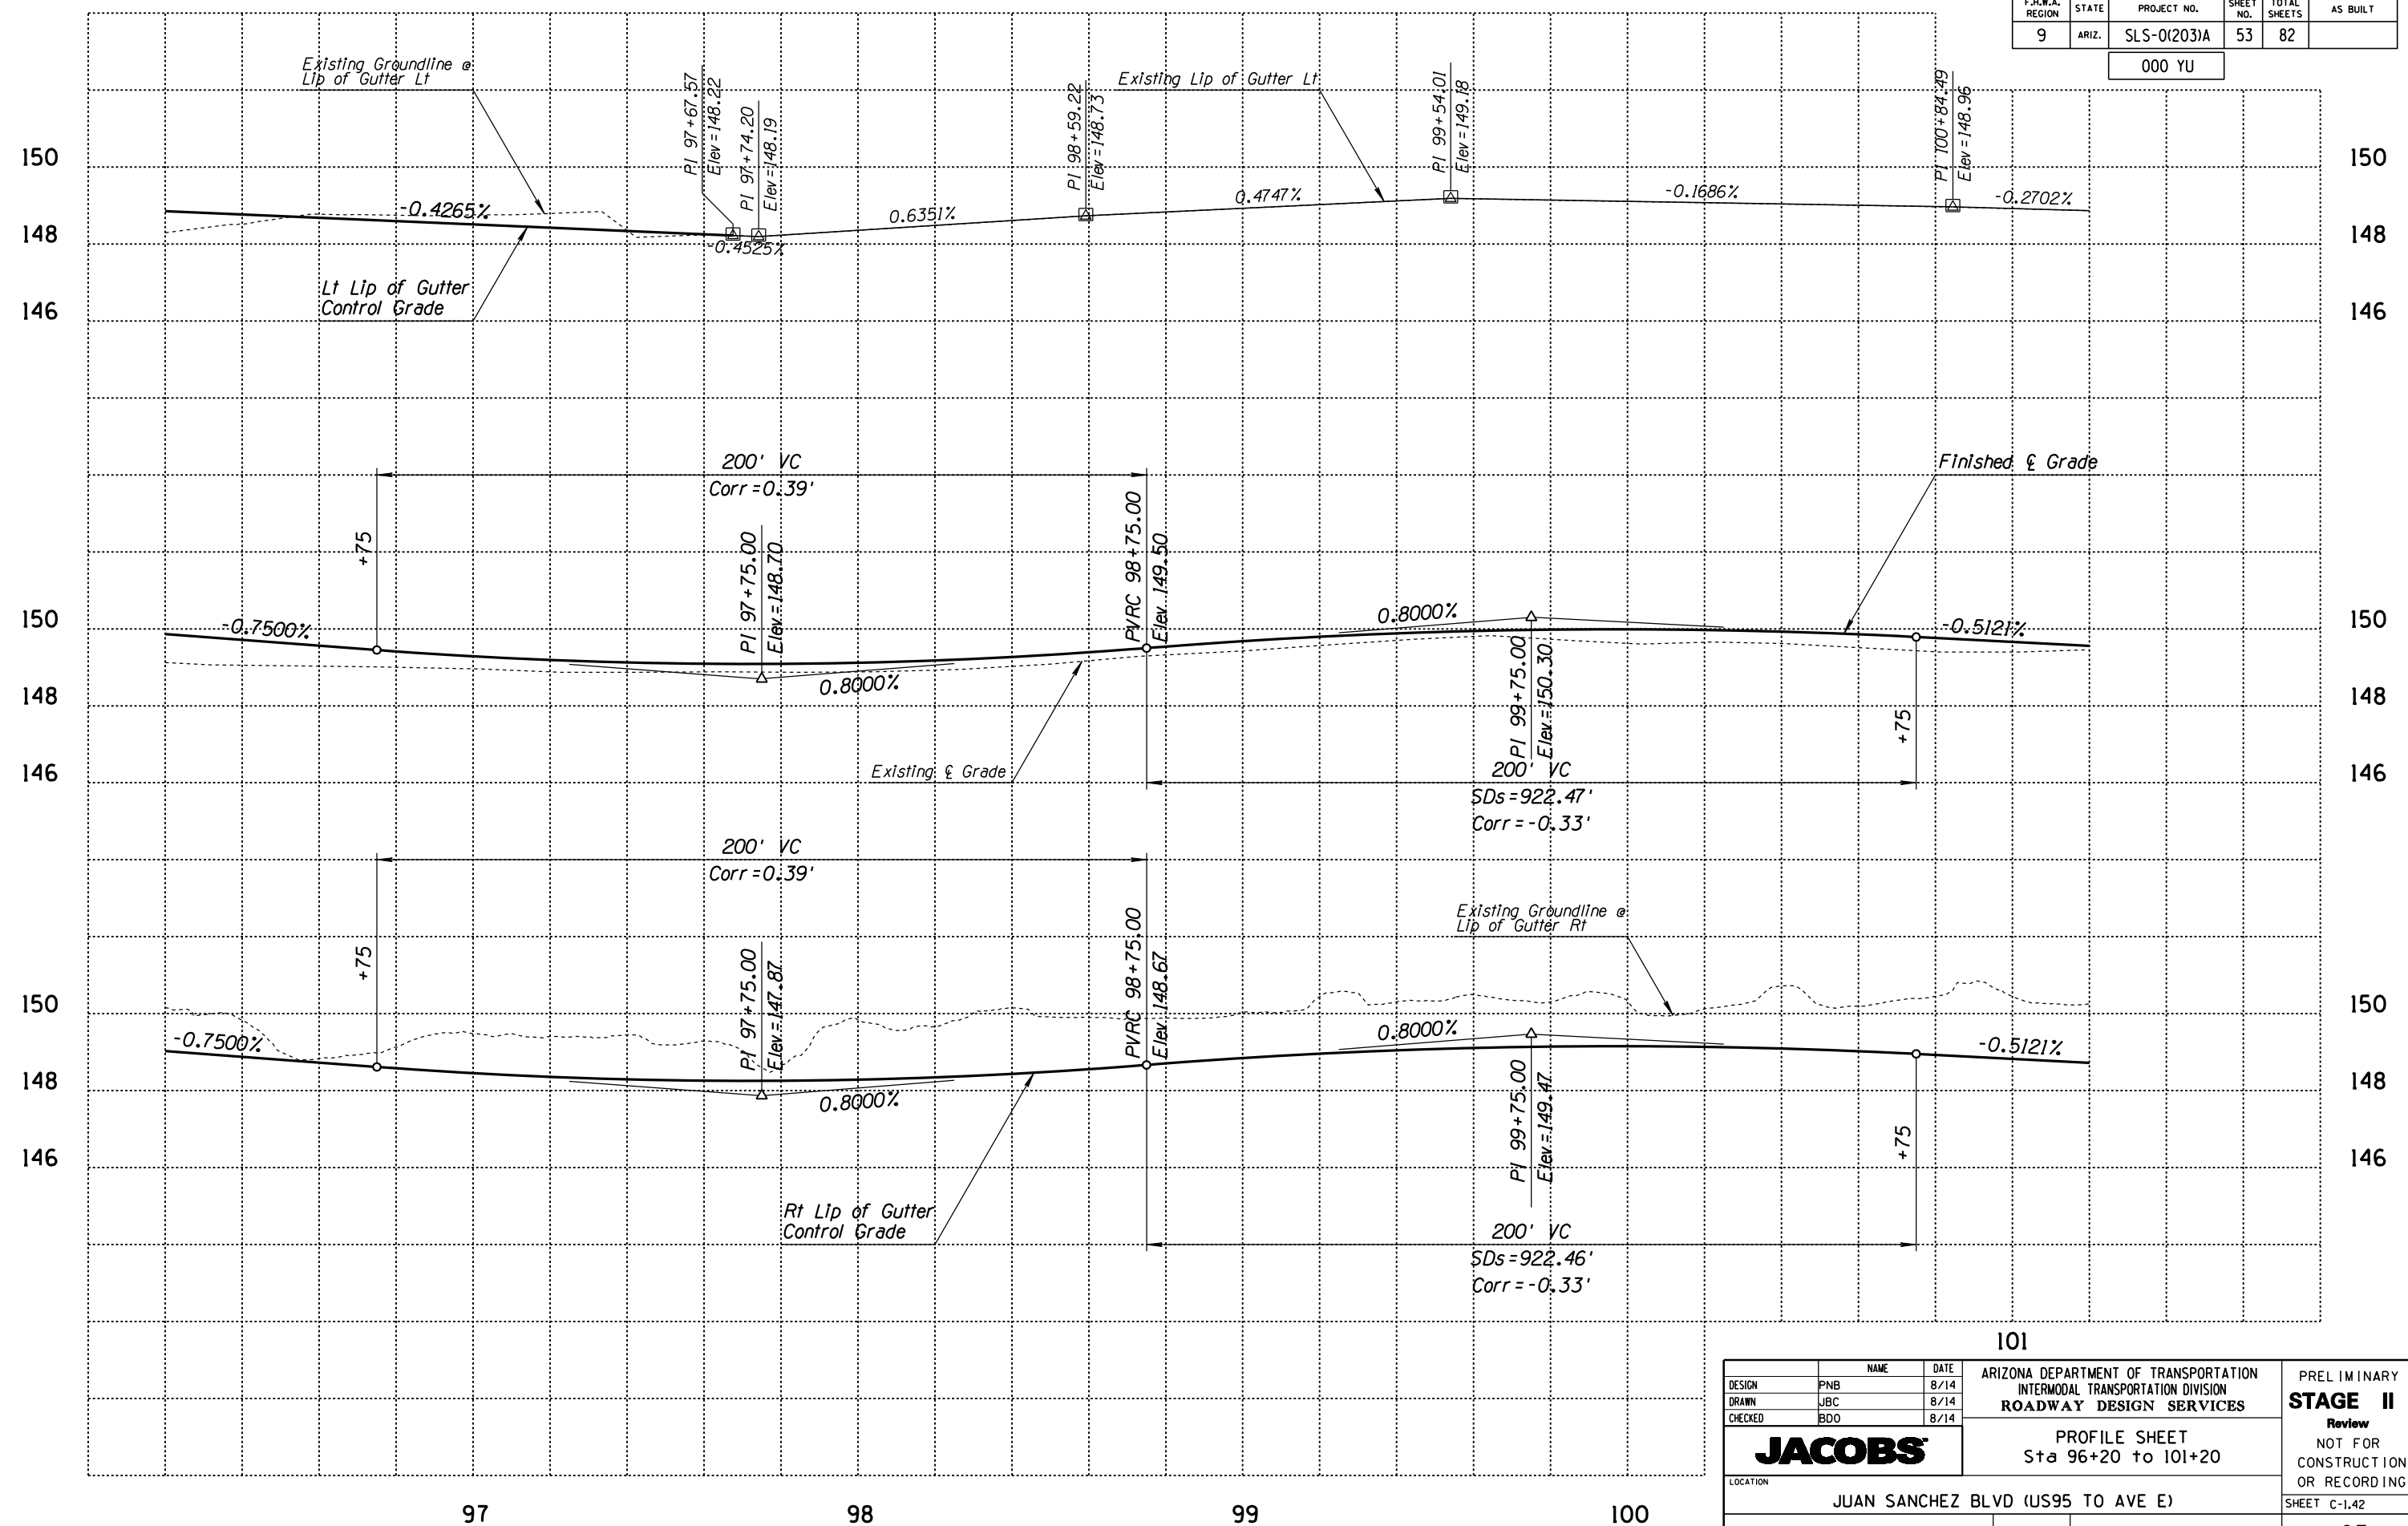 F.H.W.A. REGION STATE PROJECT NO. SHEET NO. TOTAL SHEETS AS BUILT
9 ARIZ. SLS-0(203)A 53 82
000 YU
Existing Groundline @
Lip of Gutter Lt
PI 97+67.57
Elev=148.22
PI 97+74.20
Elev=148.19
PI 98+59.22
Elev=148.73
Existing Lip of Gutter Lt
PI 99+54.01
Elev=149.18
PI 100+84.49
Elev=148.96
150 150
-0.4265%
0.6351%
0.4747%
-0.1686%
-0.2702%
148 148
-0.4525%
Lt Lip of Gutter
Control Grade
146 146
200' VC
Corr=0.39'
Finished ℄ Grade
+75
PI 97+75.00
Elev=148.70
PVRC 98+75.00
Elev 149.50
150 150
-0.7500%
0.8000%
-0.5121%
148 148
0.8000%
PI 99+75.00
Elev=150.30
+75
Existing ℄ Grade
146 146
200' VC
SDs=922.47'
Corr=-0.33'
200' VC
Corr=0.39'
Existing Groundline @
Lip of Gutter Rt
+75
PI 97+75.00
Elev=147.87
PVRC 98+75.00
Elev 148.67
150 150
-0.7500%
0.8000%
-0.5121%
148 148
0.8000%
PI 99+75.00
Elev=149.47
+75
146 146
Rt Lip of Gutter
Control Grade
200' VC
SDs=922.46'
Corr=-0.33'
101
NAME DATE
DESIGN PNB 8/14
DRAWN JBC 8/14
CHECKED BDO 8/14
ARIZONA DEPARTMENT OF TRANSPORTATION
INTERMODAL TRANSPORTATION DIVISION
ROADWAY DESIGN SERVICES
PRELIMINARY
STAGE II
Review
NOT FOR
CONSTRUCTION
OR RECORDING
JACOBS
PROFILE SHEET
Sta 96+20 to 101+20
LOCATION
JUAN SANCHEZ BLVD (US95 TO AVE E)
SHEET C-1.42
97 98 99 100